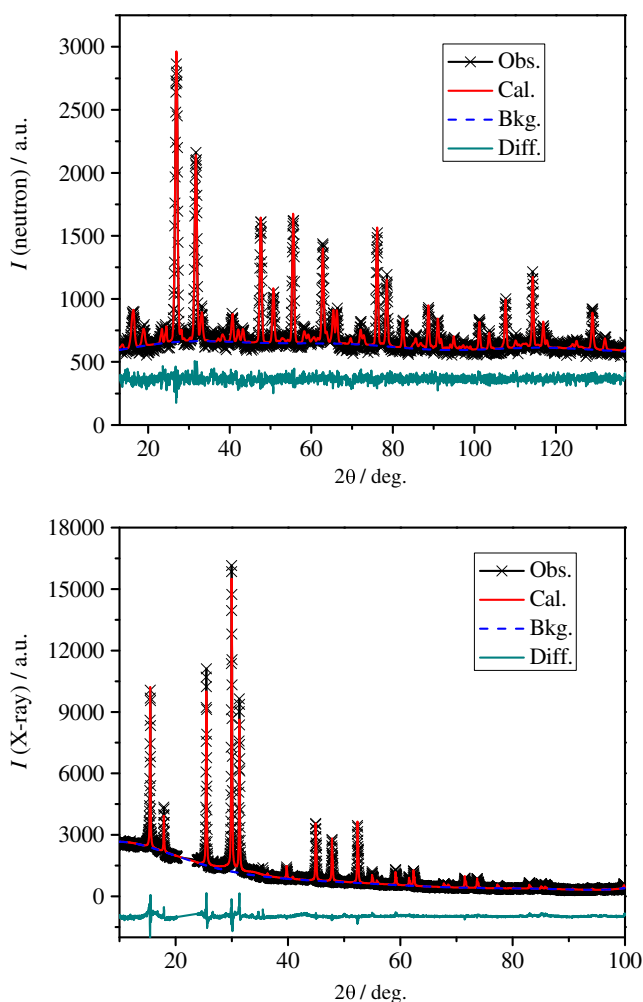 3000
2500
2000
1500
1000
500
0
I (neutron) / a.u.
Obs.
Cal.
Bkg.
Diff.
20 40 60 80 100 120
2θ / deg.
18000
15000
12000
9000
6000
3000
0
I (X-ray) / a.u.
Obs.
Cal.
Bkg.
Diff.
20 40 60 80 100
2θ / deg.